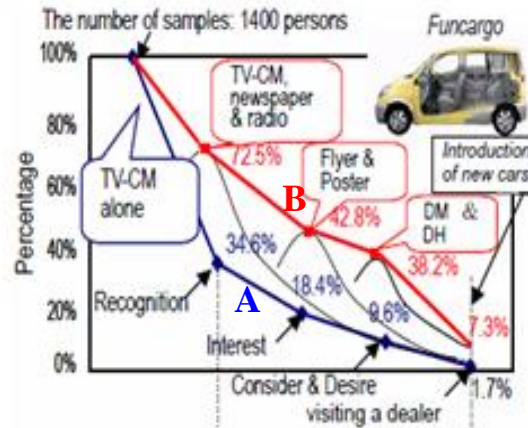 The number of samples: 1400 persons
Funcargo
100%
TV-CM,
newspaper
& radio
80%
72.5%
Flyer &
Poster
Introduction
of new cars
TV-CM
alone
60%
B
42.8%
DM &
DH
Percentage
40%
34.6%
38.2%
A
18.4%
9.6%
Recognition
20%
7.3%
Interest
0%
Consider & Desire
1.7%
visiting a dealer